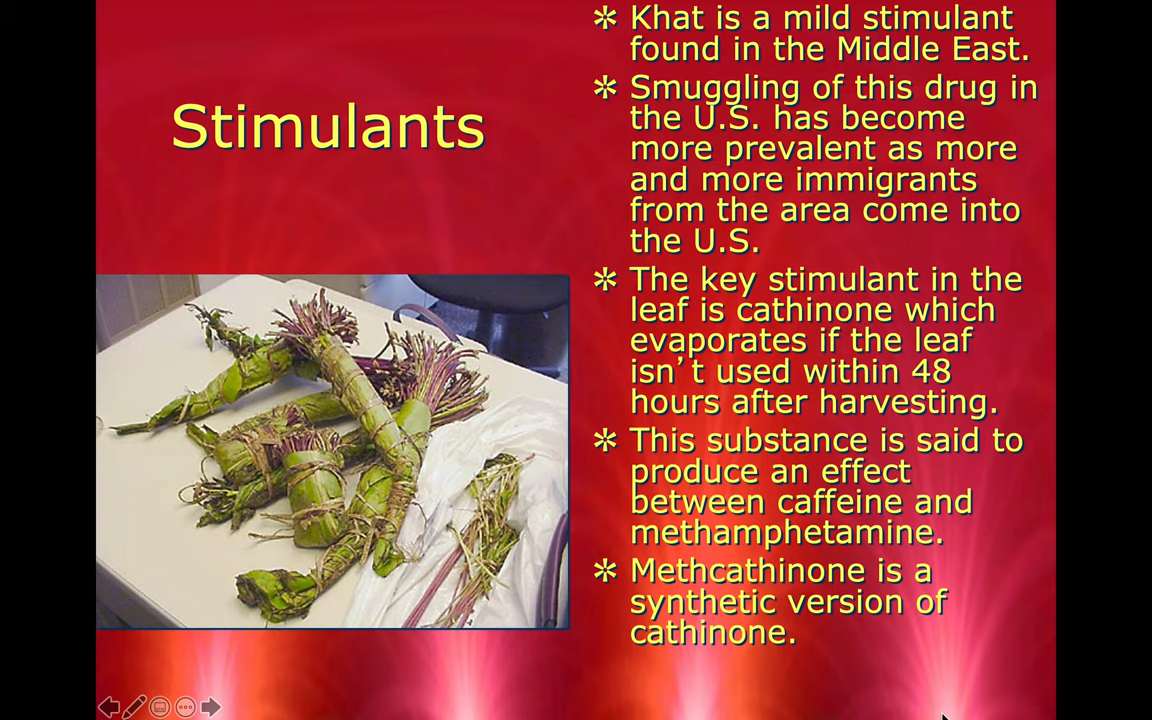 Stimulants
✲ Khat is a mild stimulant
found in the Middle East.
✲ Smuggling of this drug in
the U.S. has become
more prevalent as more
and more immigrants
from the area come into
the U.S.
✲ The key stimulant in the
leaf is cathinone which
evaporates if the leaf
isn’t used within 48
hours after harvesting.
✲ This substance is said to
produce an effect
between caffeine and
methamphetamine.
✲ Methcathinone is a
synthetic version of
cathinone.